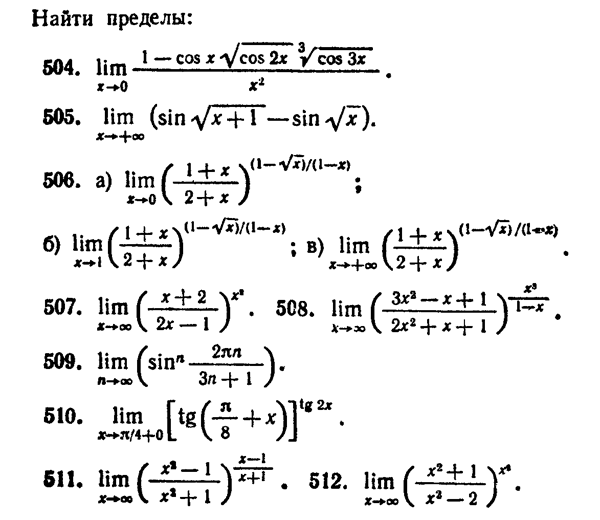 Найти пределы:
504. lim_{x→0} (1 − cos x √(cos 2x) ∛(cos 3x)) / x² .
505. lim_{x→+∞} (sin √(x+1) − sin √x).
506. а) lim_{x→0} ((1+x)/(2+x))^{(1−√x)/(1−x)} ;
б) lim_{x→1} ((1+x)/(2+x))^{(1−√x)/(1−x)} ; в) lim_{x→+∞} ((1+x)/(2+x))^{(1−√x)/(1−x)} .
507. lim_{x→∞} ((x+2)/(2x−1))^{x²} . 508. lim_{x→∞} ((3x²−x+1)/(2x²+x+1))^{x³/(1−x)} .
509. lim_{n→∞} (sinⁿ 2πn/(3n+1)).
510. lim_{x→π/4+0} [tg(π/8 + x)]^{tg 2x} .
511. lim_{x→∞} ((x²−1)/(x²+1))^{(x−1)/(x+1)} . 512. lim_{x→∞} ((x²+1)/(x²−2))^{x²} .